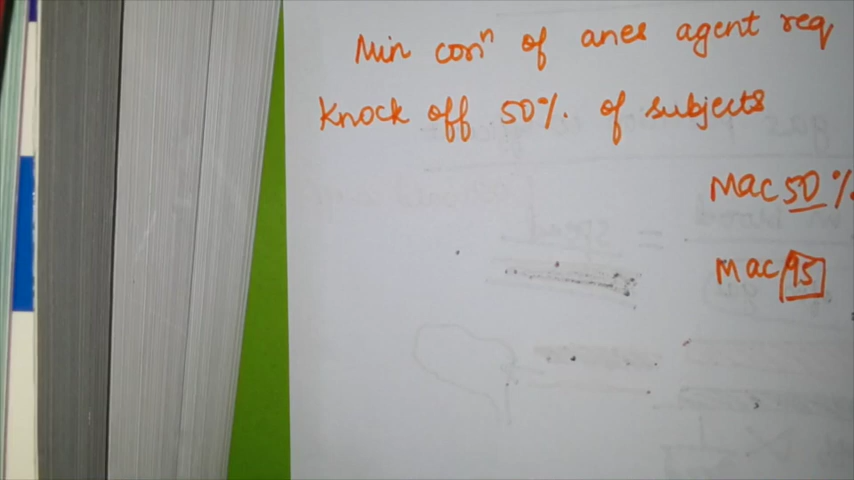 Min conⁿ of anes agent req
Knock off 50% of subjects
Mac 50%
Mac 95